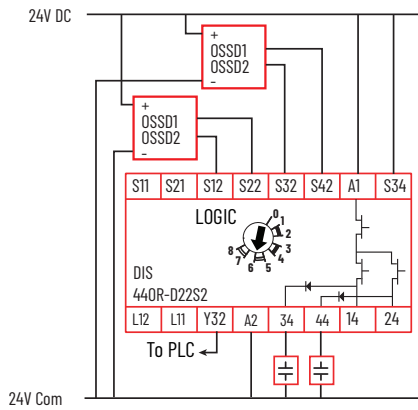 24V DC
+
OSSD1
OSSD2
-
+
OSSD1
OSSD2
-
S11 S21 S12 S22 S32 S42 A1 S34
LOGIC
0
1
2
3
4
5
6
7
8
DIS
440R-D22S2
L12 L11 Y32 A2 34 44 14 24
To PLC
24V Com